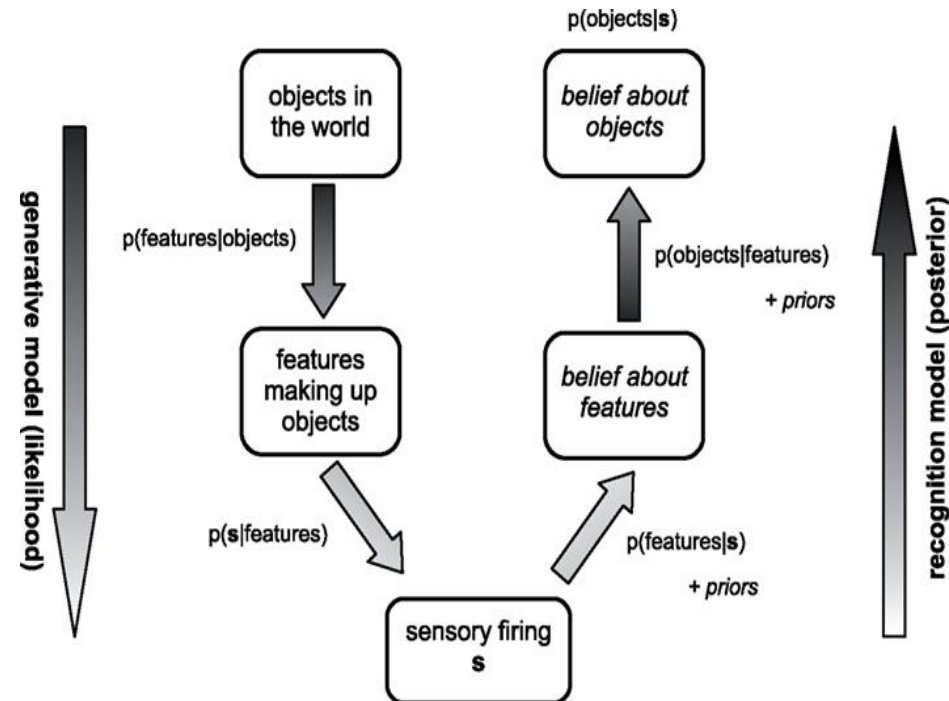 p(objects|s)
objects in
the world
belief about
objects
generative model (likelihood)
p(features|objects)
p(objects|features)
+ priors
recognition model (posterior)
features
making up
objects
belief about
features
p(s|features)
p(features|s)
+ priors
sensory firing
s